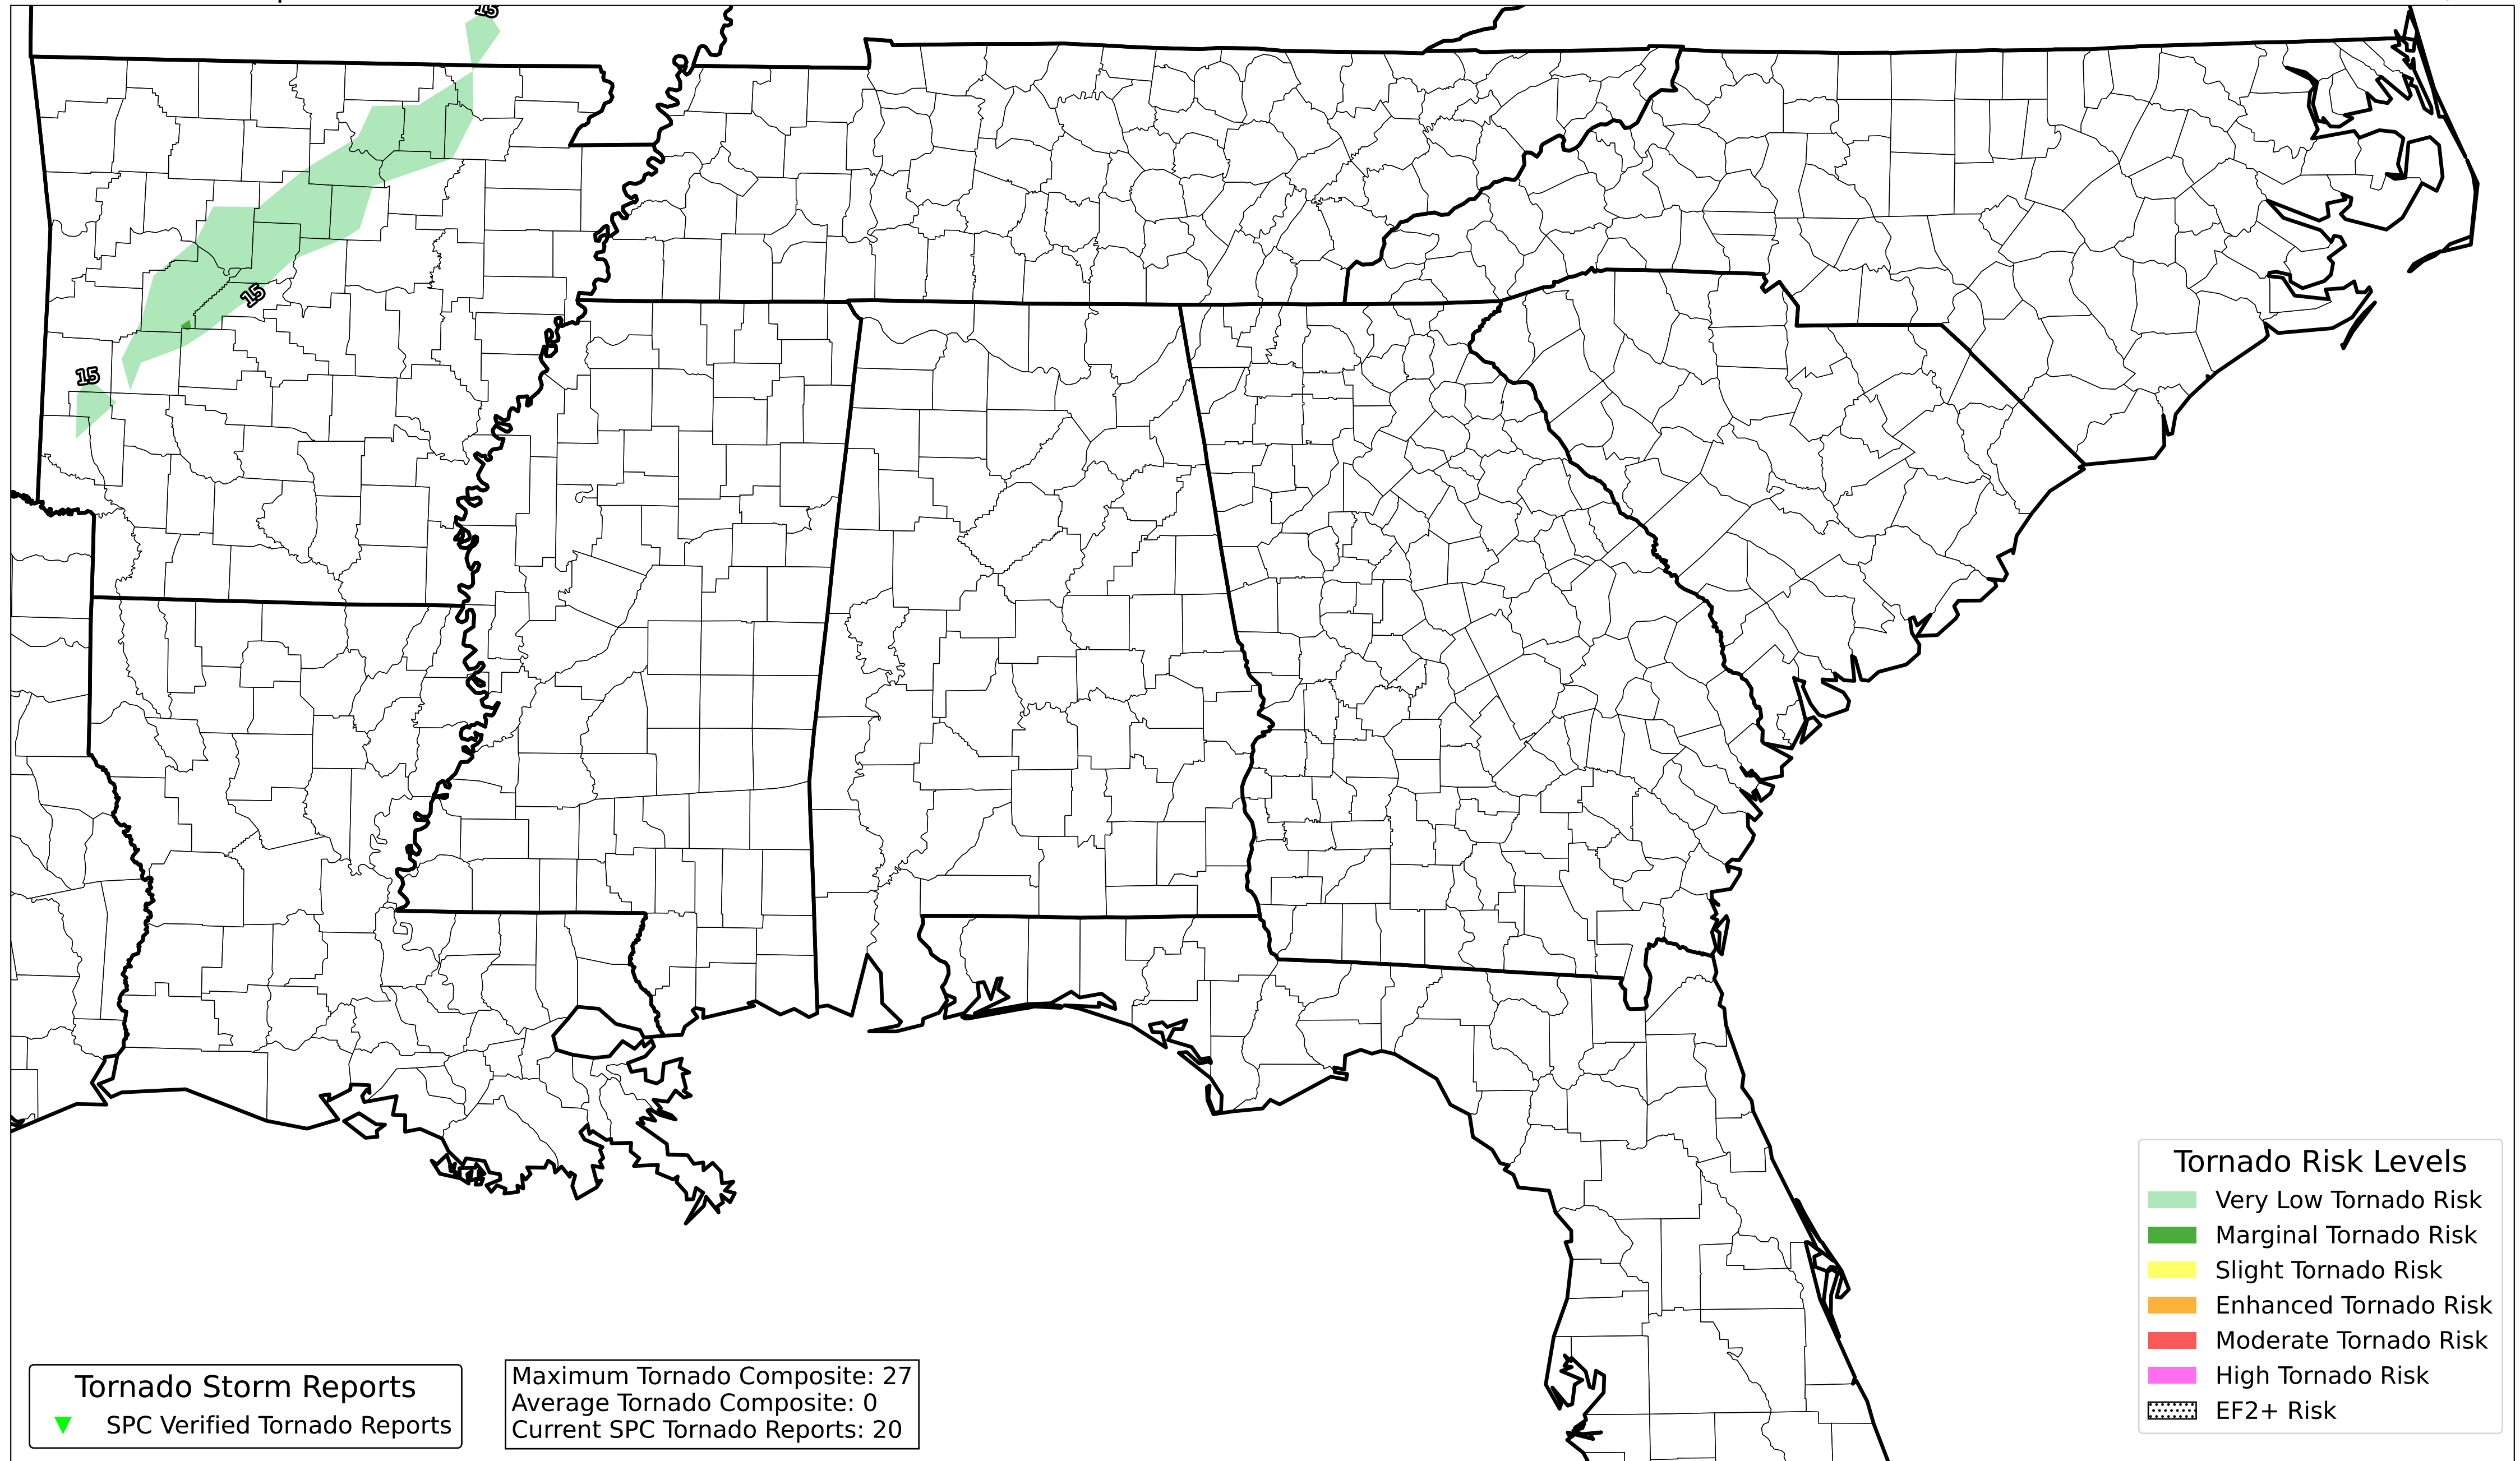 15
15
15
Tornado Risk Levels
Very Low Tornado Risk
Marginal Tornado Risk
Slight Tornado Risk
Enhanced Tornado Risk
Moderate Tornado Risk
High Tornado Risk
EF2+ Risk
Tornado Storm Reports
SPC Verified Tornado Reports
Maximum Tornado Composite: 27
Average Tornado Composite: 0
Current SPC Tornado Reports: 20